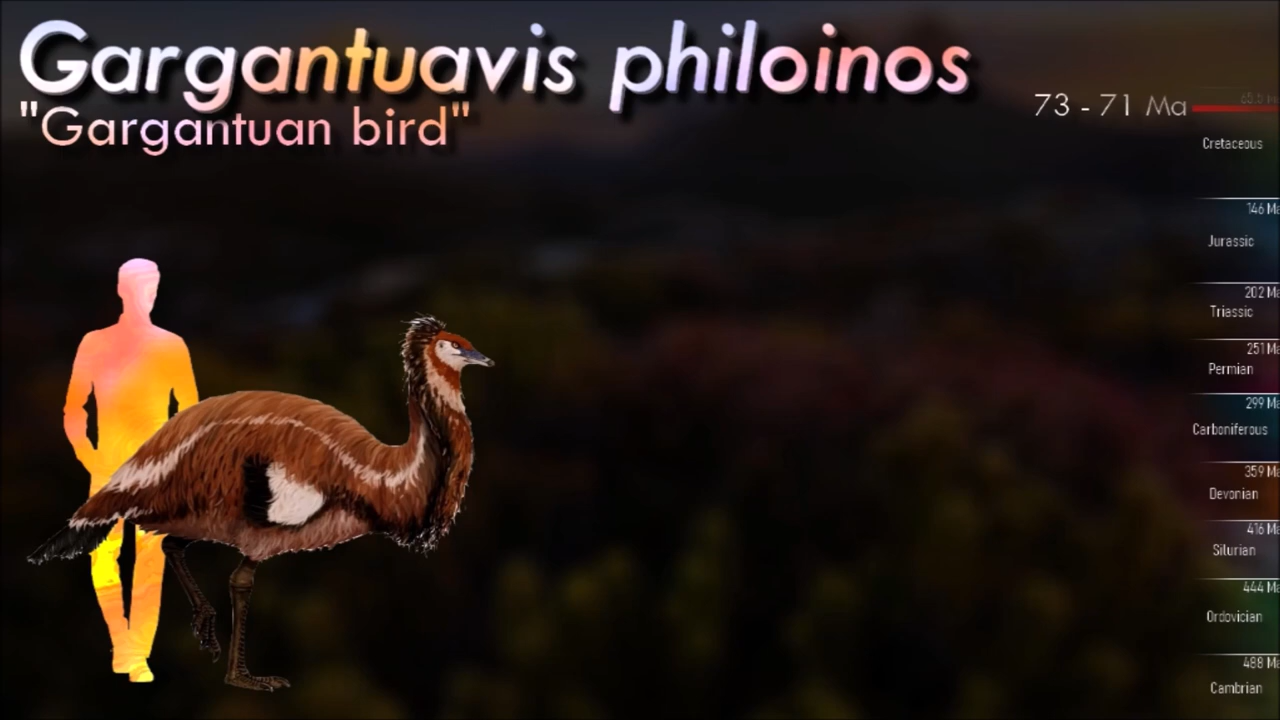 Gargantuavis philoinos
"Gargantuan bird"
73 - 71 Ma
Cretaceous
146 Ma
Jurassic
202 Ma
Triassic
251 Ma
Permian
299 Ma
Carboniferous
359 Ma
Devonian
416 Ma
Silurian
444 Ma
Ordovician
488 Ma
Cambrian